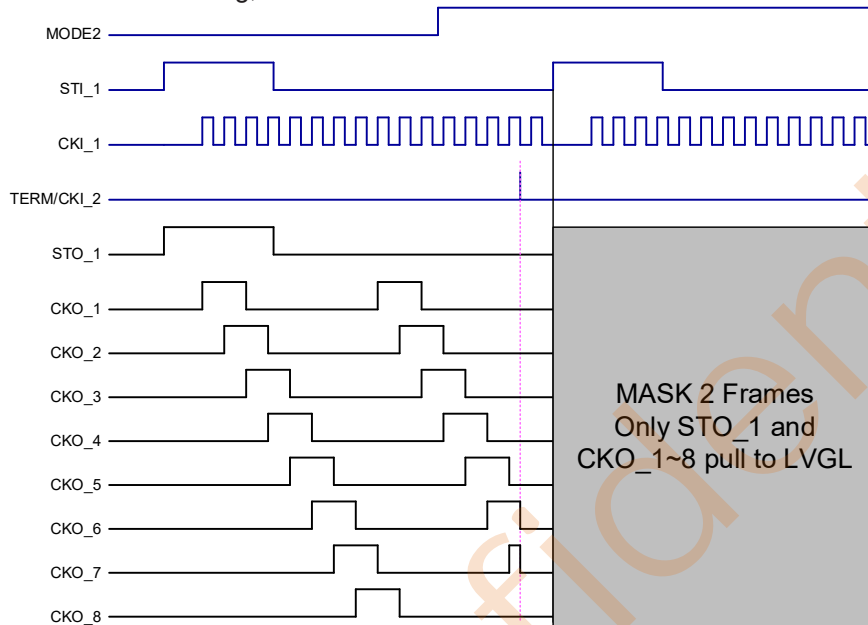 MODE2
STI_1
CKI_1
TERM/CKI_2
STO_1
CKO_1
CKO_2
CKO_3
CKO_4
CKO_5
CKO_6
CKO_7
CKO_8
MASK 2 Frames
Only STO_1 and
CKO_1~8 pull to LVGL